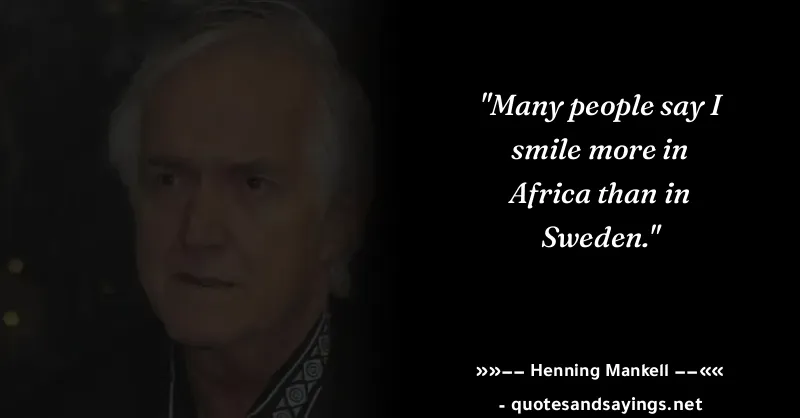 "Many people say I
smile more in
Africa than in
Sweden."
»»−− Henning Mankell −−««
- quotesandsayings.net